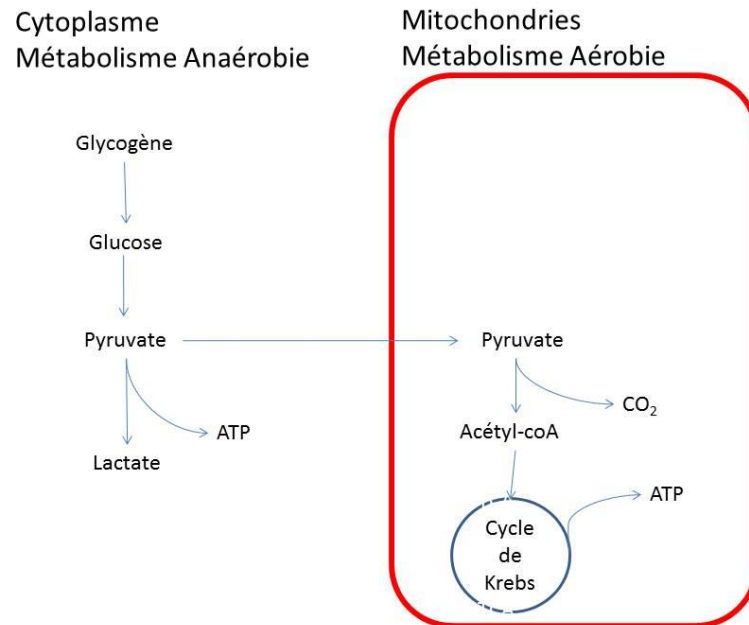 Cytoplasme
Métabolisme Anaérobie
Mitochondries
Métabolisme Aérobie
Glycogène
Glucose
Pyruvate
ATP
Lactate
Pyruvate
CO₂
Acétyl-coA
ATP
Cycle
de
Krebs